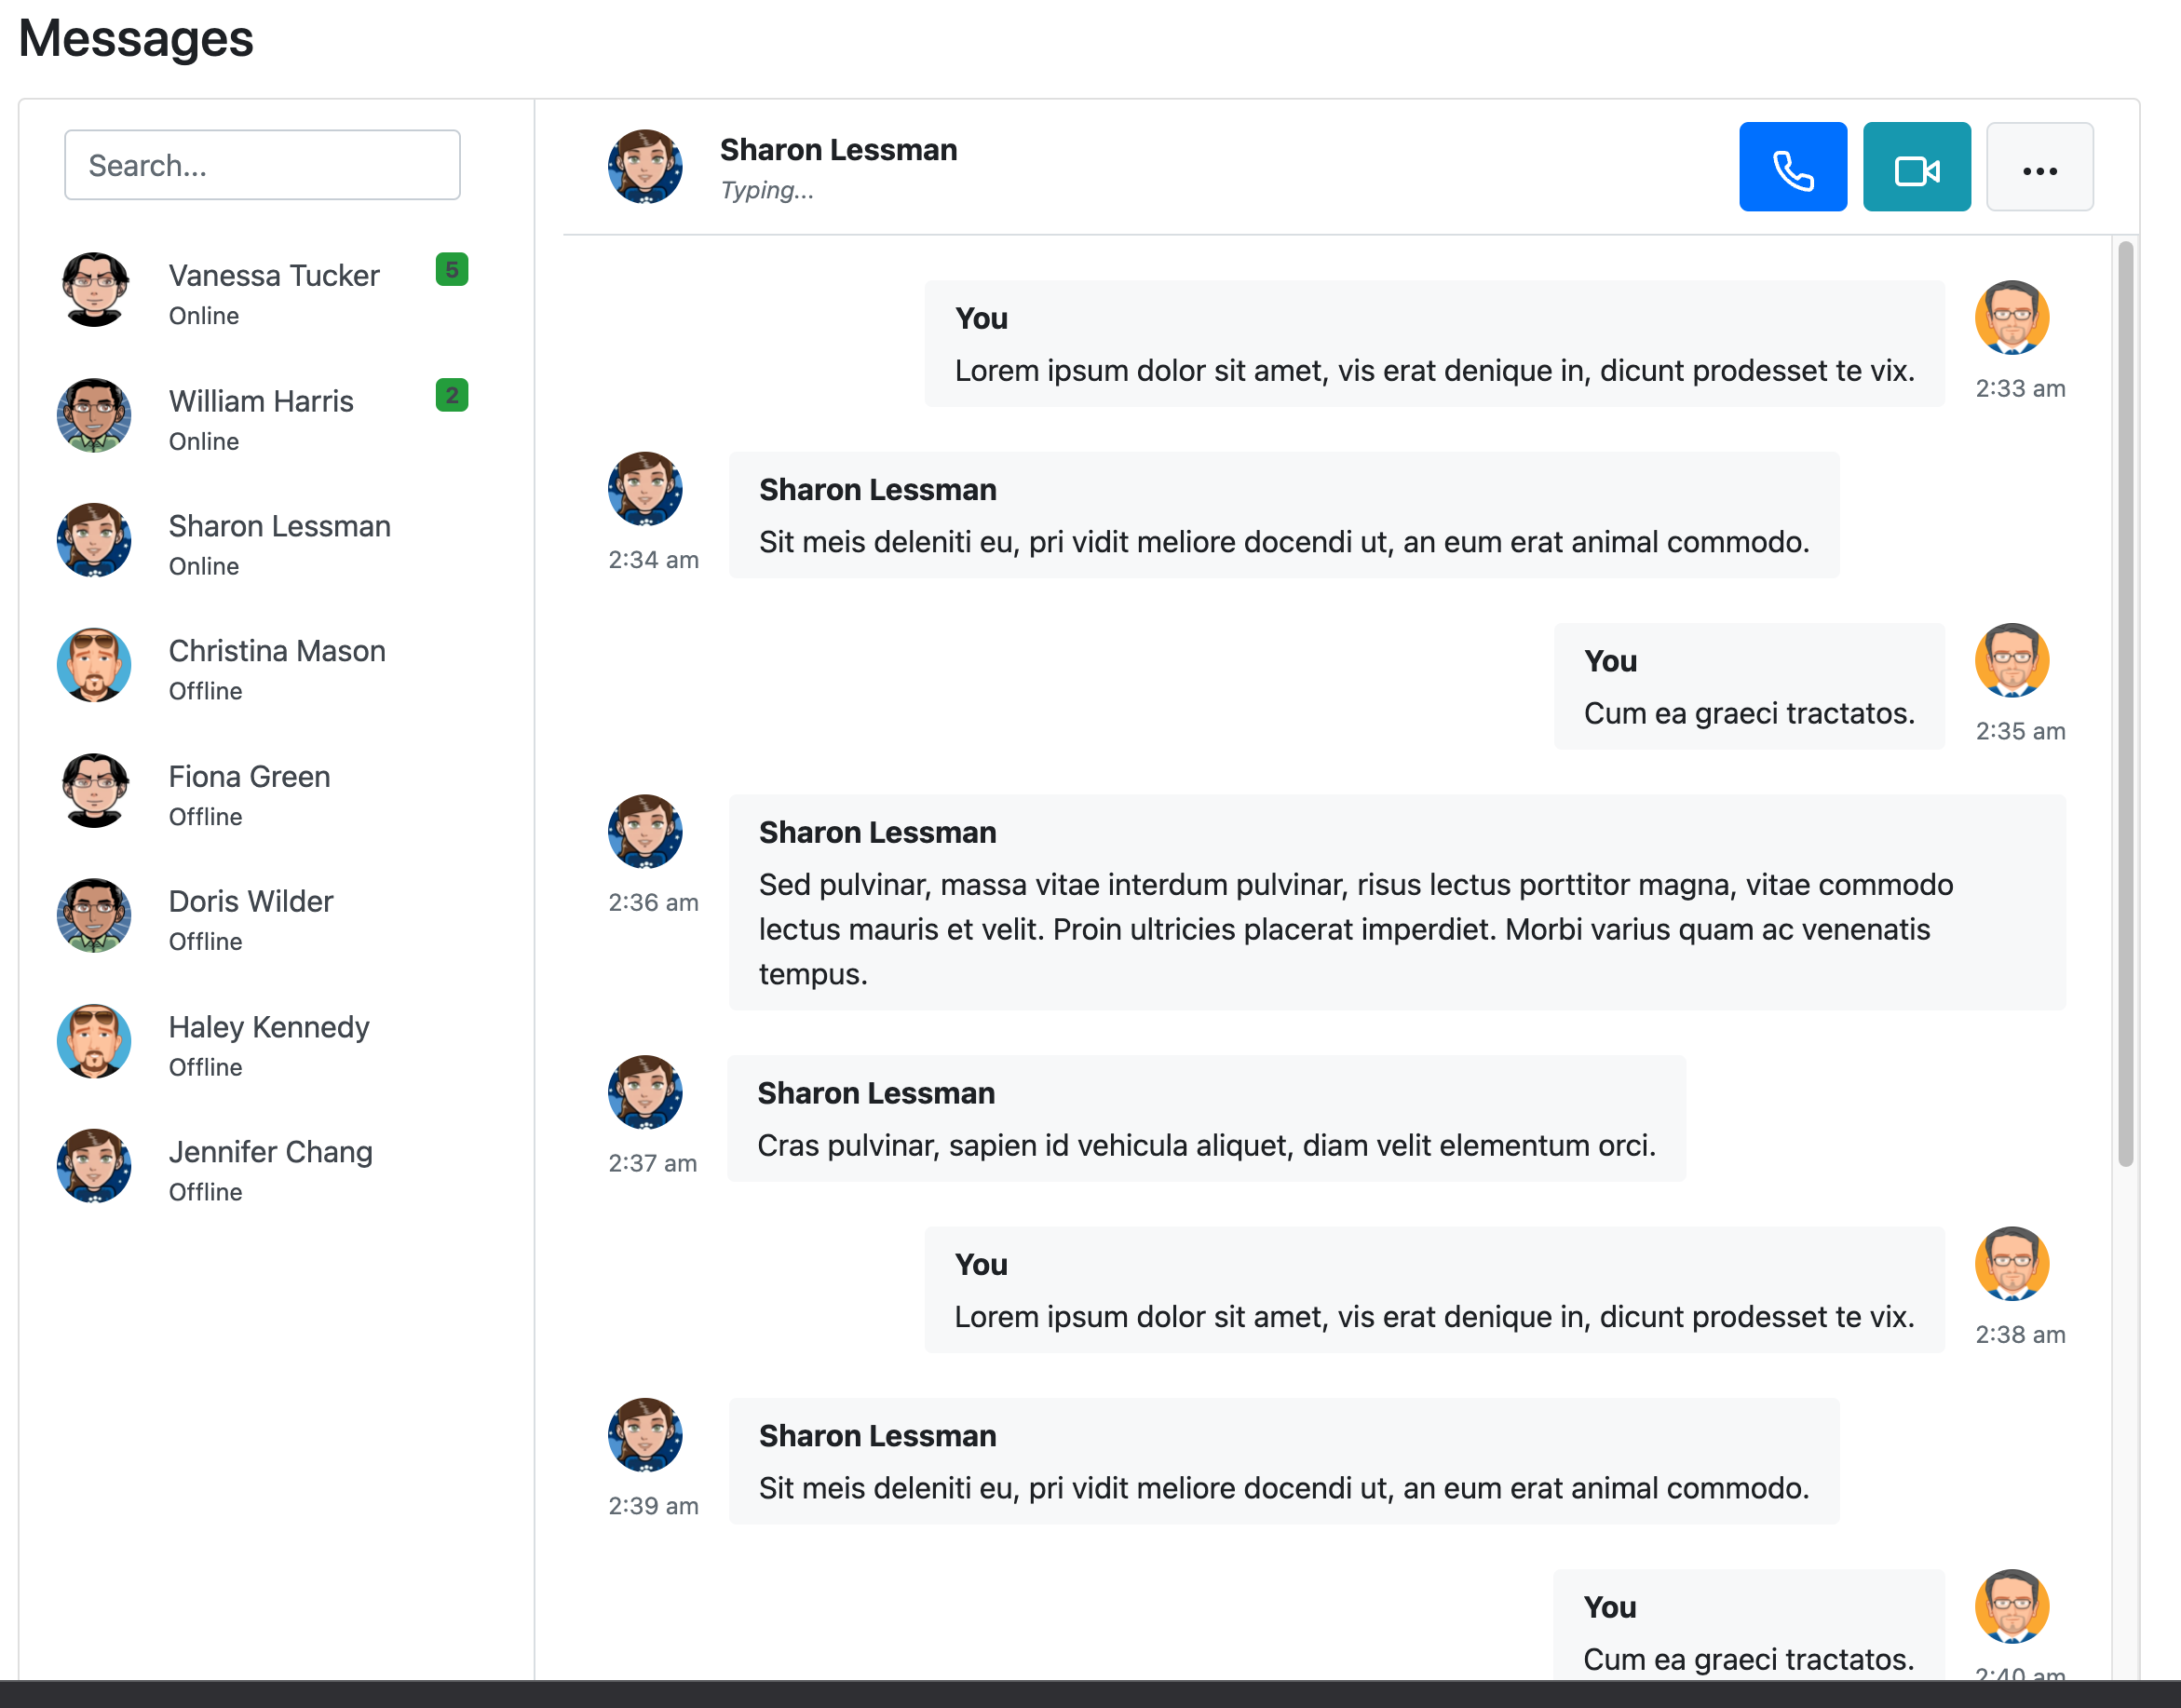 Messages
Search...
Vanessa Tucker
5
Online
William Harris
2
Online
Sharon Lessman
Online
Christina Mason
Offline
Fiona Green
Offline
Doris Wilder
Offline
Haley Kennedy
Offline
Jennifer Chang
Offline
Sharon Lessman
Typing...
You
Lorem ipsum dolor sit amet, vis erat denique in, dicunt prodesset te vix.
2:33 am
Sharon Lessman
Sit meis deleniti eu, pri vidit meliore docendi ut, an eum erat animal commodo.
2:34 am
You
Cum ea graeci tractatos.
2:35 am
Sharon Lessman
Sed pulvinar, massa vitae interdum pulvinar, risus lectus porttitor magna, vitae commodo
lectus mauris et velit. Proin ultricies placerat imperdiet. Morbi varius quam ac venenatis
tempus.
2:36 am
Sharon Lessman
Cras pulvinar, sapien id vehicula aliquet, diam velit elementum orci.
2:37 am
You
Lorem ipsum dolor sit amet, vis erat denique in, dicunt prodesset te vix.
2:38 am
Sharon Lessman
Sit meis deleniti eu, pri vidit meliore docendi ut, an eum erat animal commodo.
2:39 am
You
Cum ea graeci tractatos.
2:40 am